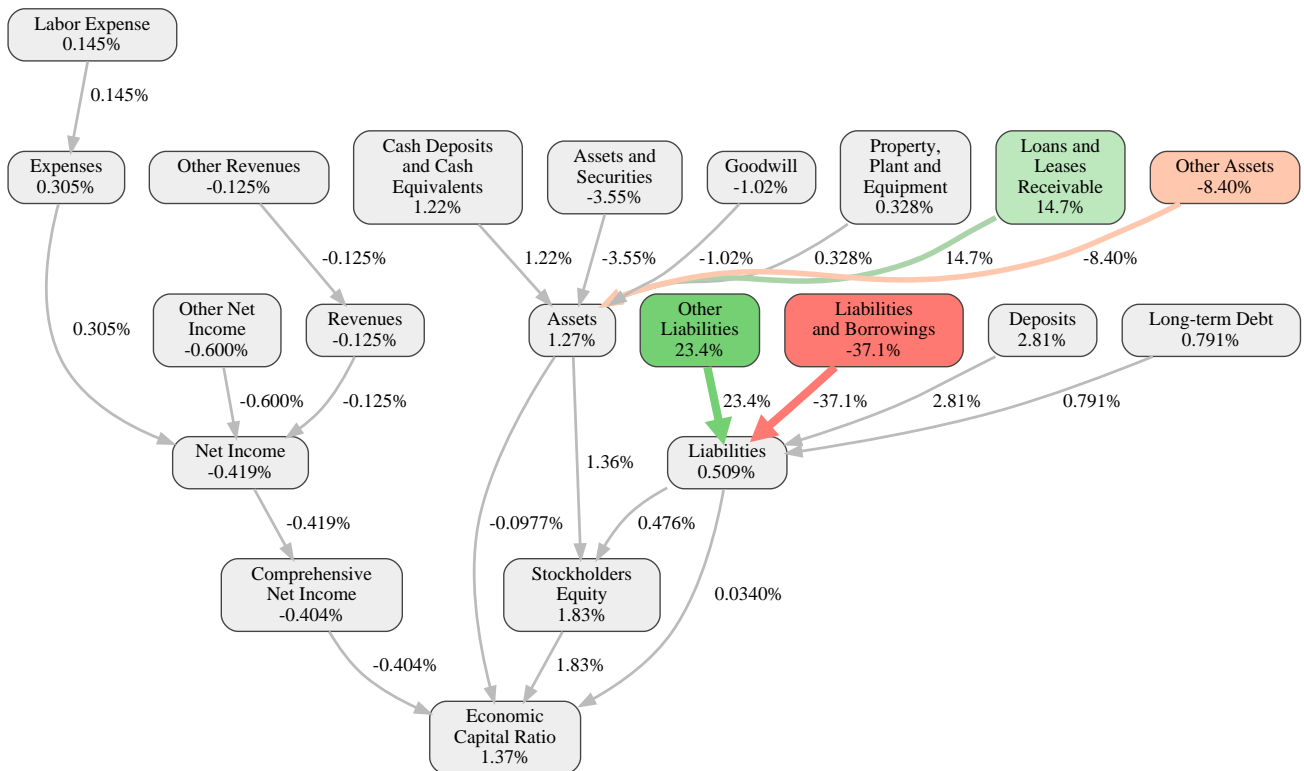 Labor Expense
0.145%
0.145%
Expenses
0.305%
Other Revenues
-0.125%
Cash Deposits
and Cash
Equivalents
1.22%
Assets and
Securities
-3.55%
Goodwill
-1.02%
Property,
Plant and
Equipment
0.328%
Loans and
Leases
Receivable
14.7%
Other Assets
-8.40%
-0.125%
1.22%
-3.55%
-1.02%
0.328%
14.7%
-8.40%
0.305%
Other Net
Income
-0.600%
Revenues
-0.125%
Assets
1.27%
Other
Liabilities
23.4%
Liabilities
and Borrowings
-37.1%
Deposits
2.81%
Long-term Debt
0.791%
-0.600%
-0.125%
23.4%
-37.1%
2.81%
0.791%
Net Income
-0.419%
1.36%
Liabilities
0.509%
-0.419%
-0.0977%
0.476%
Comprehensive
Net Income
-0.404%
Stockholders
Equity
1.83%
0.0340%
-0.404%
1.83%
Economic
Capital Ratio
1.37%